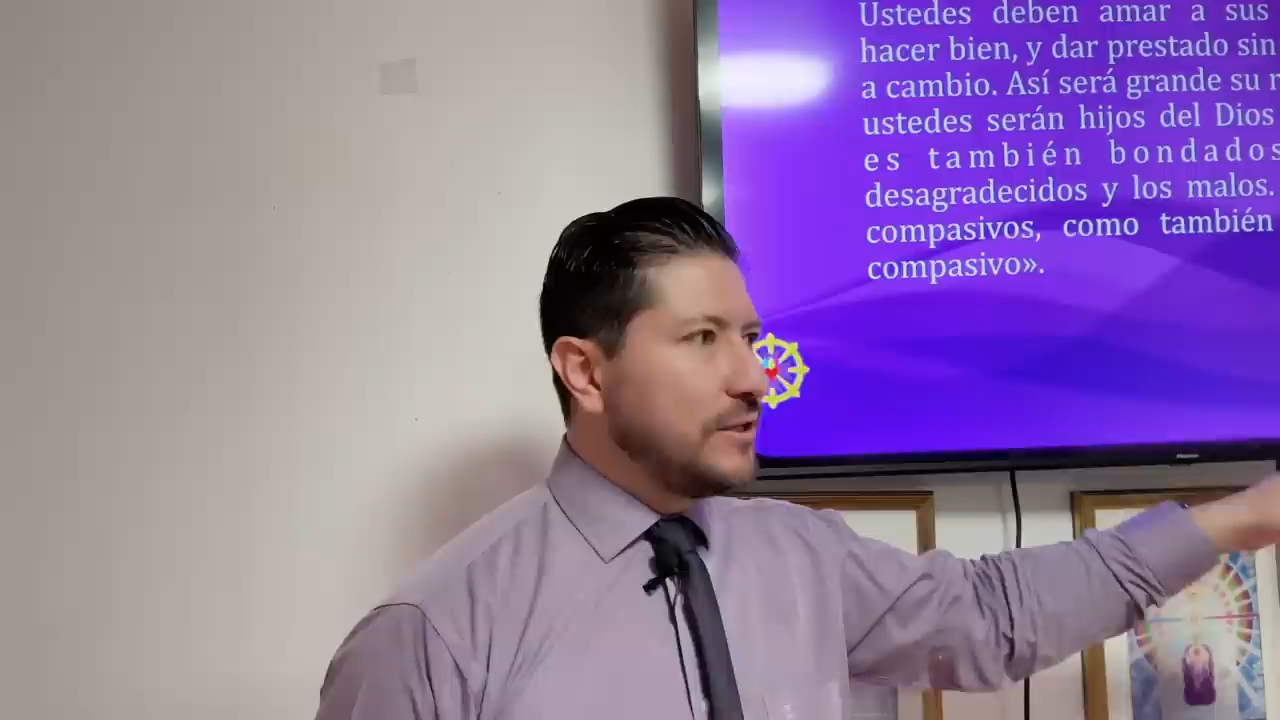 Ustedes deben amar a sus
hacer bien, y dar prestado sin
a cambio. Así será grande su
ustedes serán hijos del Dios
es también bondados
desagradecidos y los malos.
compasivos, como también
compasivo».